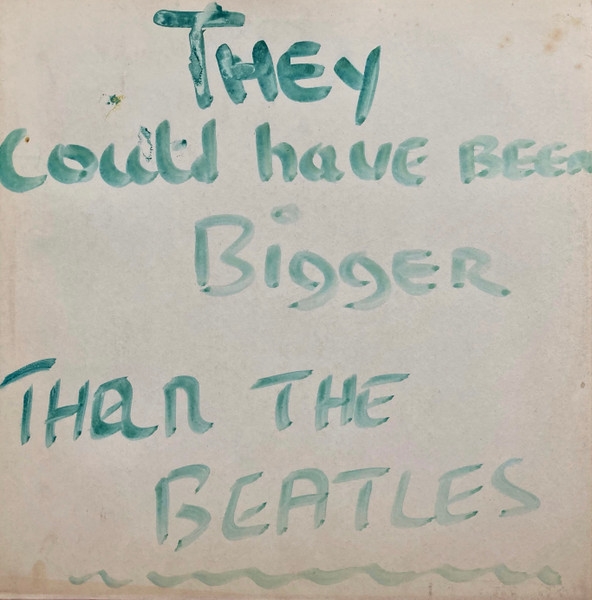 THEY
Could have BEEN
BiggER
THan THE
BEATLES